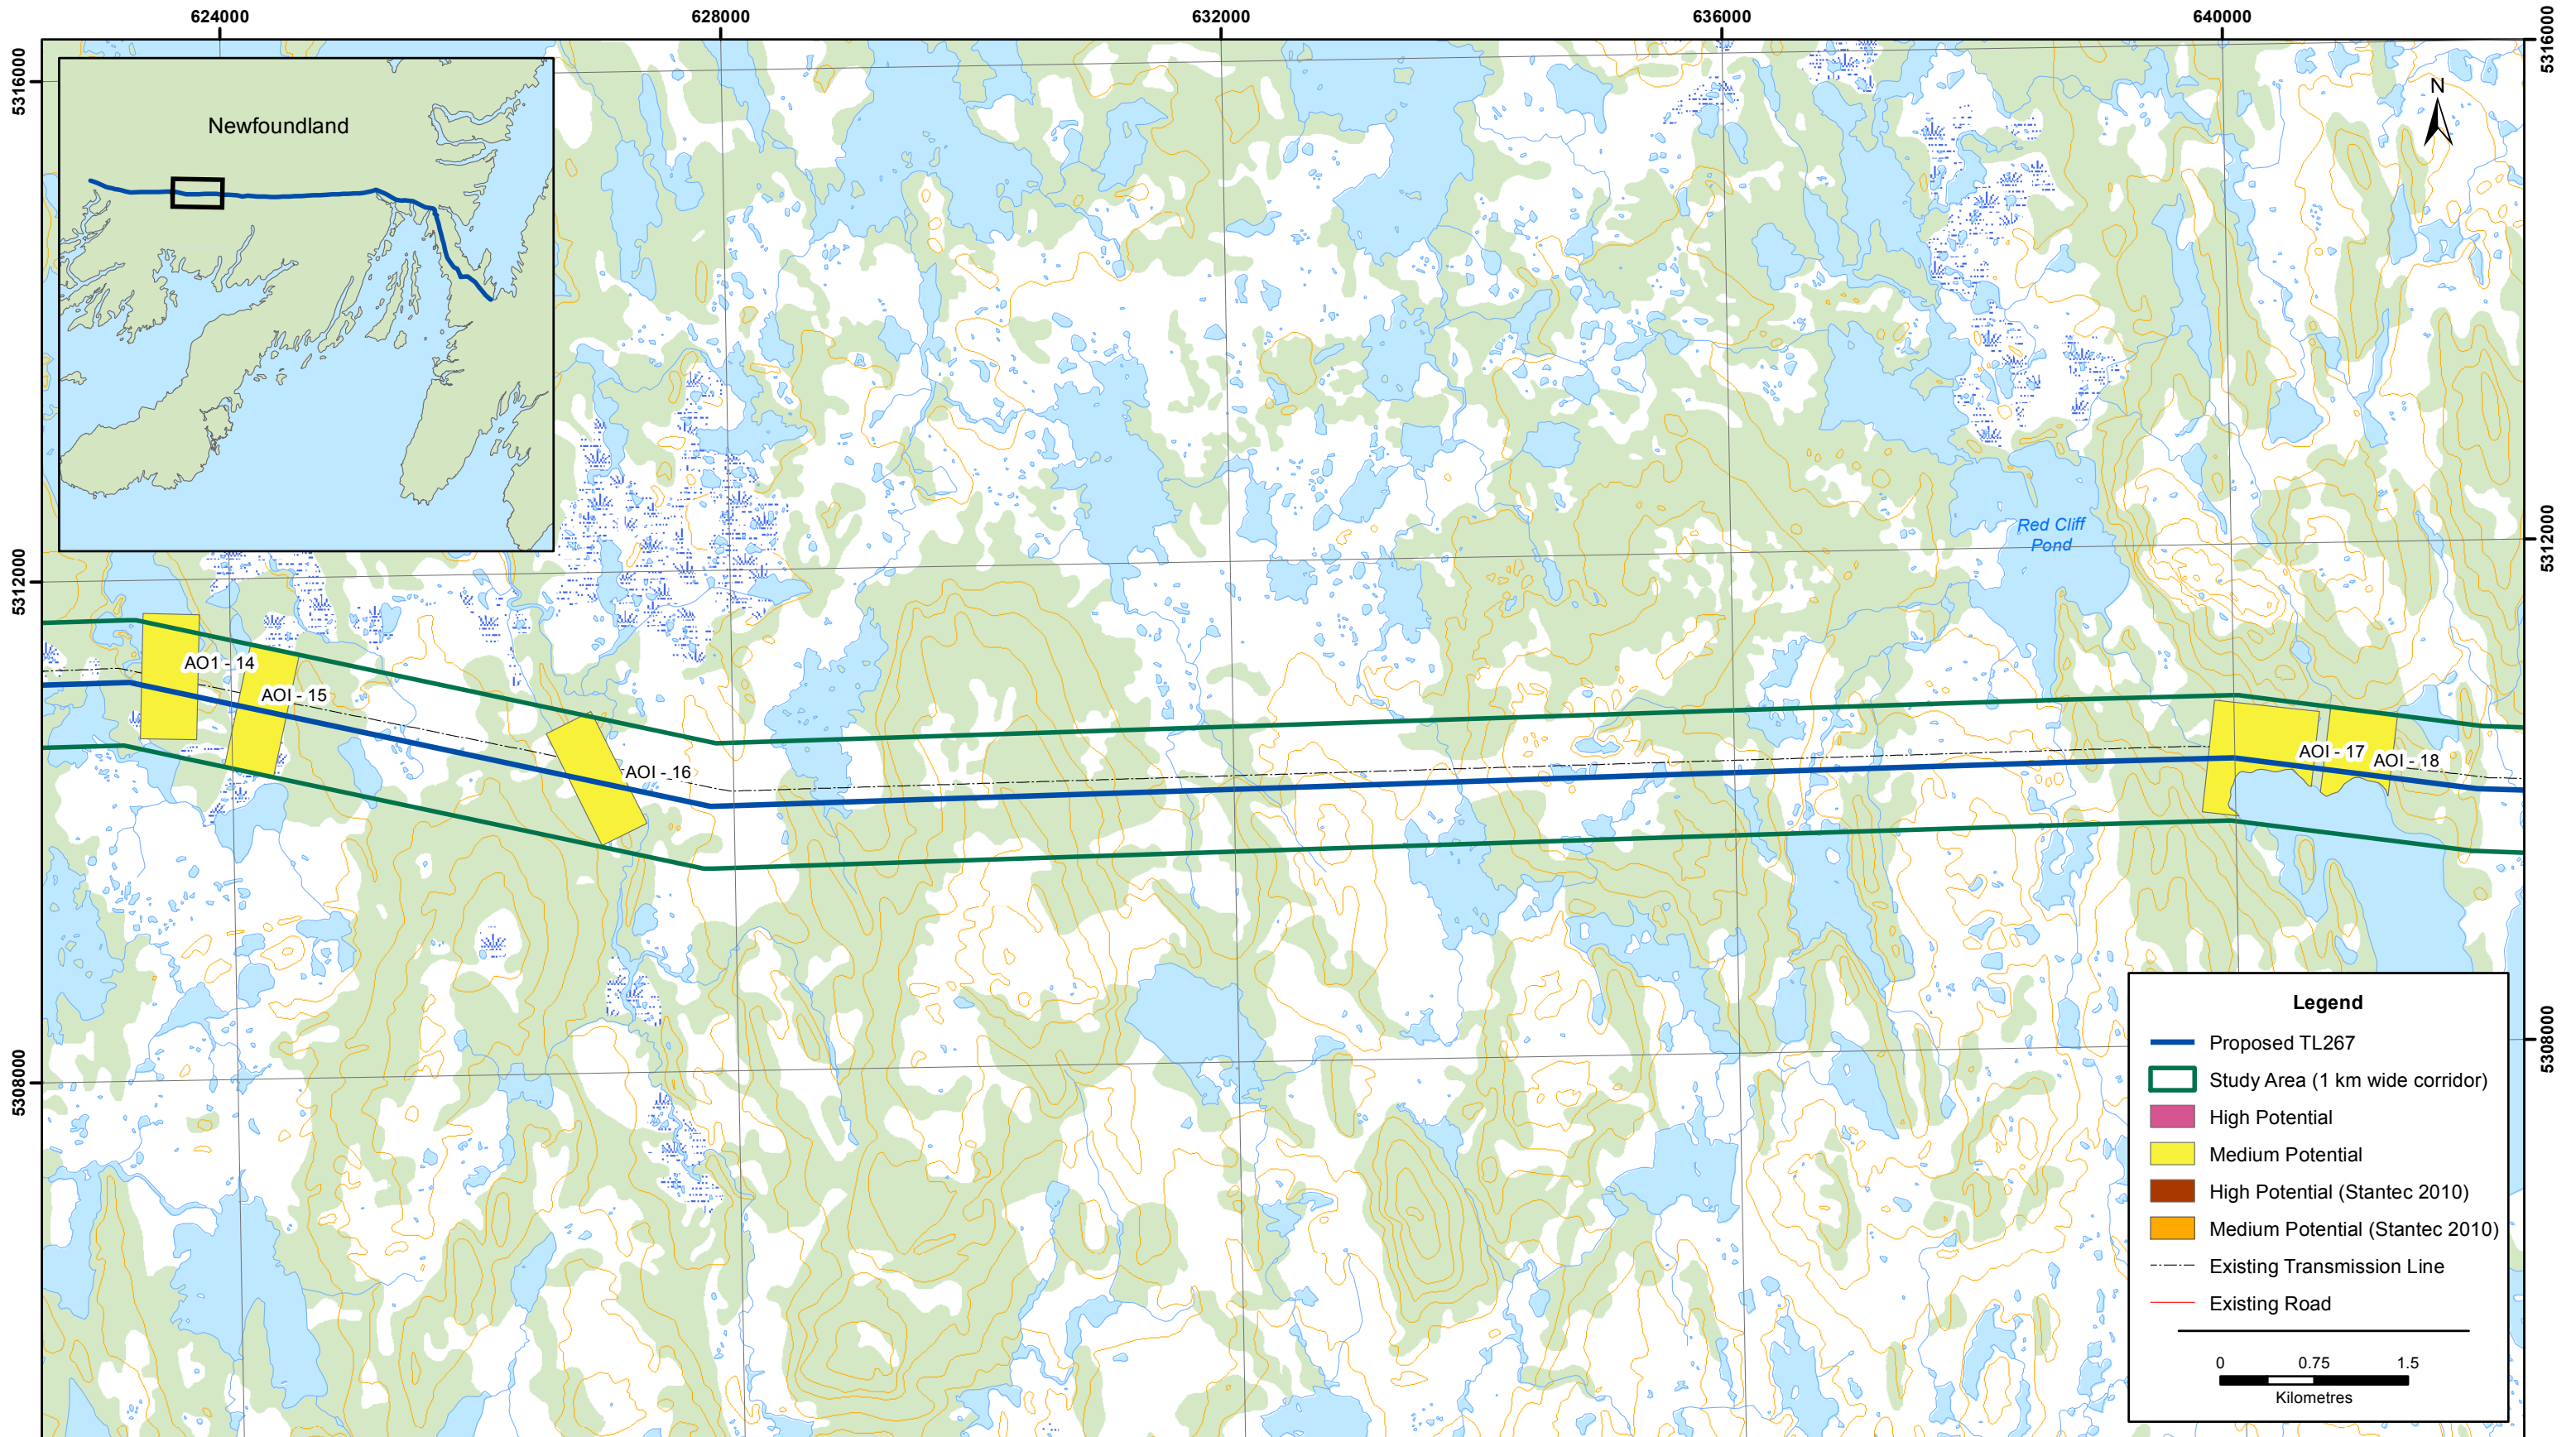 624000
628000
632000
636000
640000
5316000
5316000
Newfoundland
N
Red Cliff
Pond
5312000
5312000
AO1 - 14
AOI - 15
AOI - 16
AOI - 17
AOI - 18
5308000
5308000
Legend
Proposed TL267
Study Area (1 km wide corridor)
High Potential
Medium Potential
High Potential (Stantec 2010)
Medium Potential (Stantec 2010)
Existing Transmission Line
Existing Road
0 0.75 1.5
Kilometres